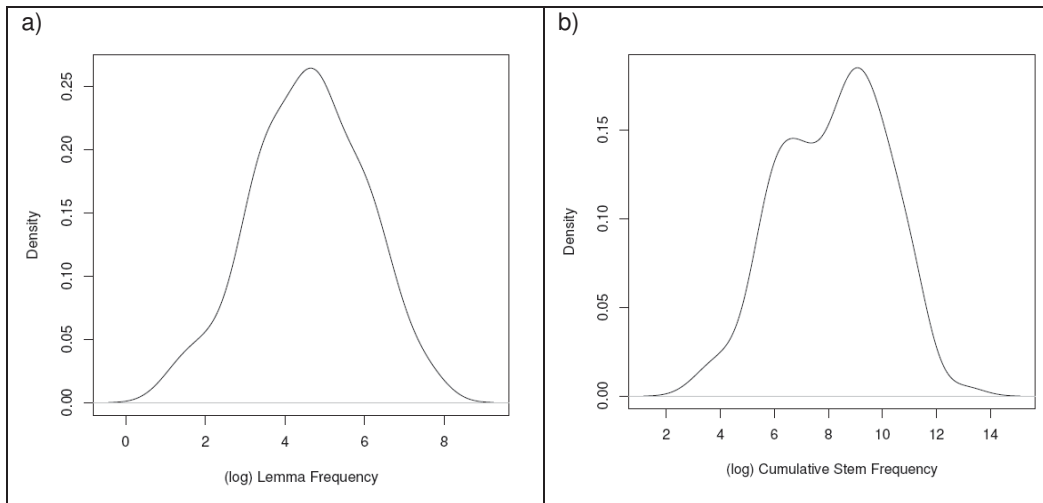 a)
0.25
0.20
0.15
0.10
0.05
0.00
Density
0 2 4 6 8
(log) Lemma Frequency
b)
0.15
0.10
0.05
0.00
Density
2 4 6 8 10 12 14
(log) Cumulative Stem Frequency